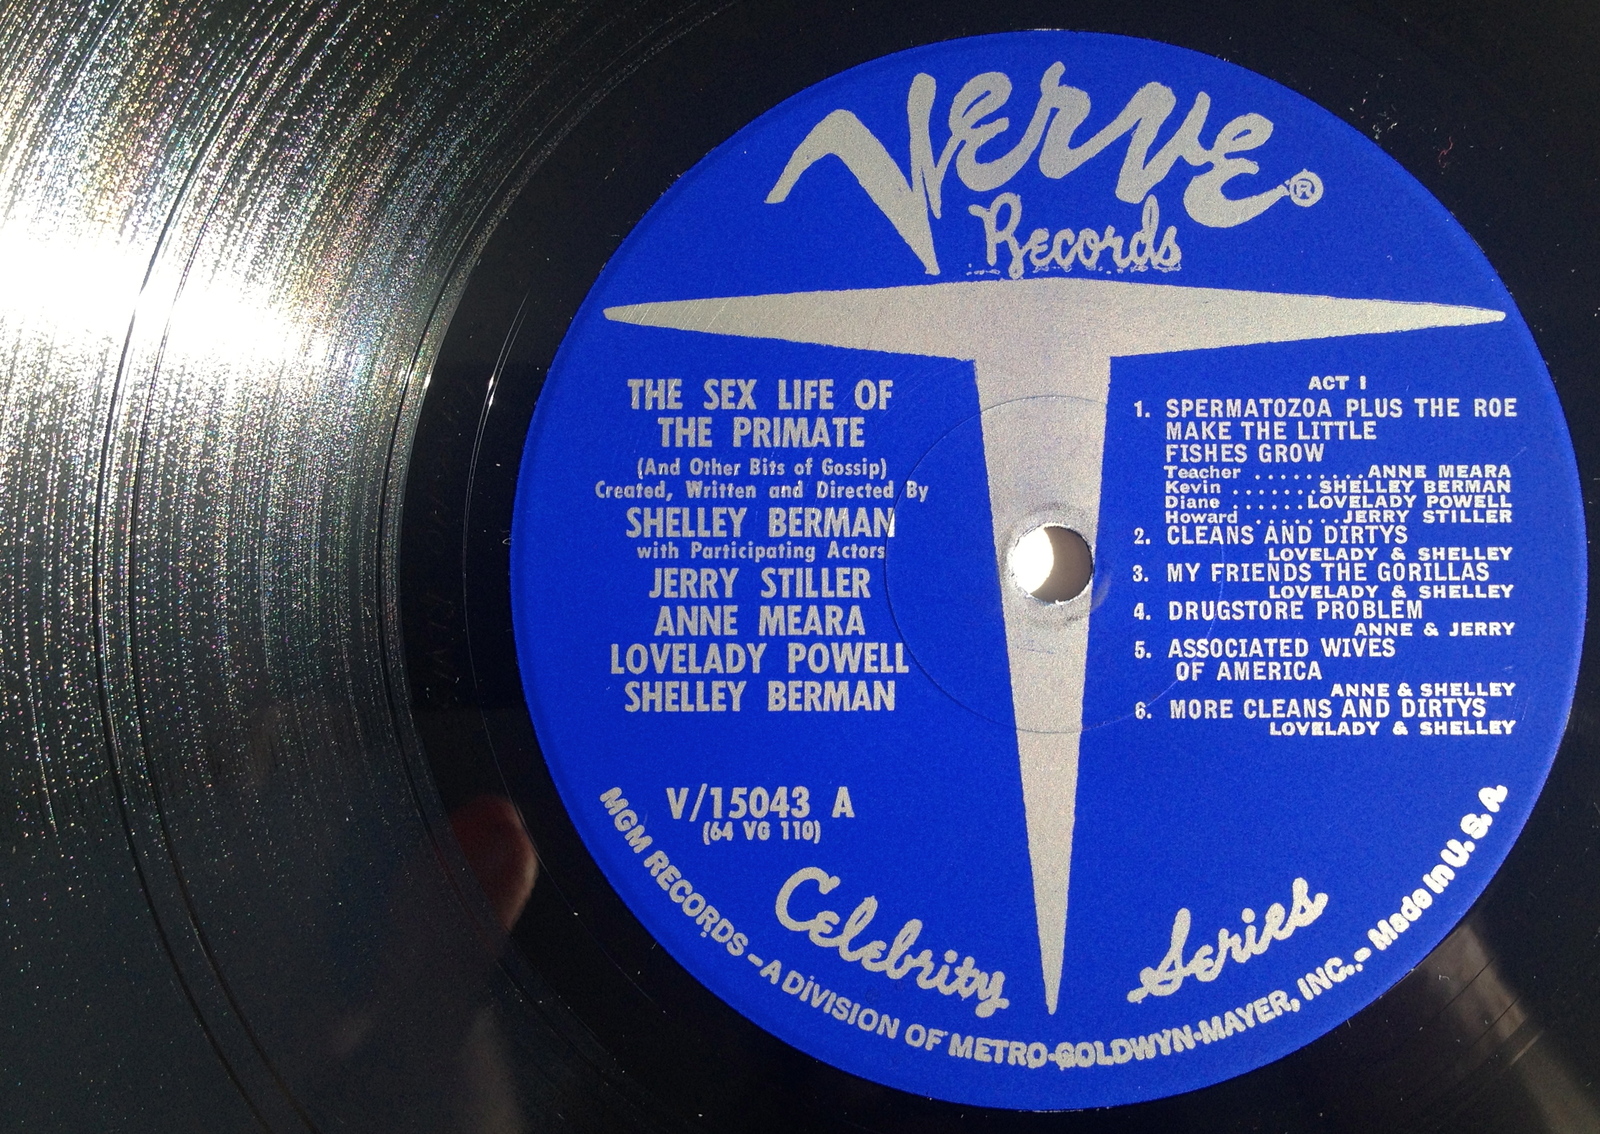 Verve®
Records
THE SEX LIFE OF
THE PRIMATE
(And Other Bits of Gossip)
Created, Written and Directed By
SHELLEY BERMAN
with Participating Actors
JERRY STILLER
ANNE MEARA
LOVELADY POWELL
SHELLEY BERMAN
V/15043 A
(64 VG 110)
ACT I
1. SPERMATOZOA PLUS THE ROE
MAKE THE LITTLE
FISHES GROW
Teacher ........ANNE MEARA
Kevin .......SHELLEY BERMAN
Diane ......LOVELADY POWELL
Howard ........JERRY STILLER
2. CLEANS AND DIRTYS
LOVELADY & SHELLEY
3. MY FRIENDS THE GORILLAS
LOVELADY & SHELLEY
4. DRUGSTORE PROBLEM
ANNE & JERRY
5. ASSOCIATED WIVES
OF AMERICA
ANNE & SHELLEY
6. MORE CLEANS AND DIRTYS
LOVELADY & SHELLEY
Celebrity Series
MGM RECORDS – A DIVISION OF METRO-GOLDWYN-MAYER, INC. – Made in U.S.A.